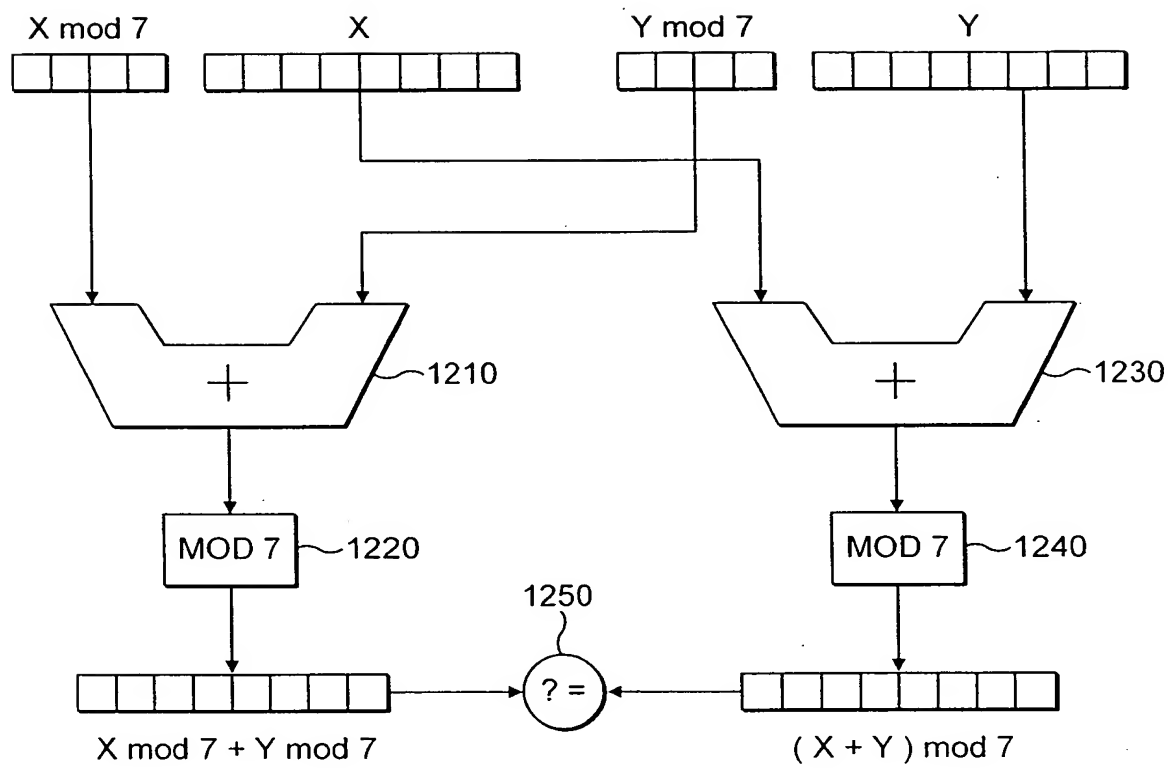 X mod 7
X
Y mod 7
Y
+
1210
+
1230
MOD 7
1220
MOD 7
1240
1250
? =
X mod 7 + Y mod 7
( X + Y ) mod 7